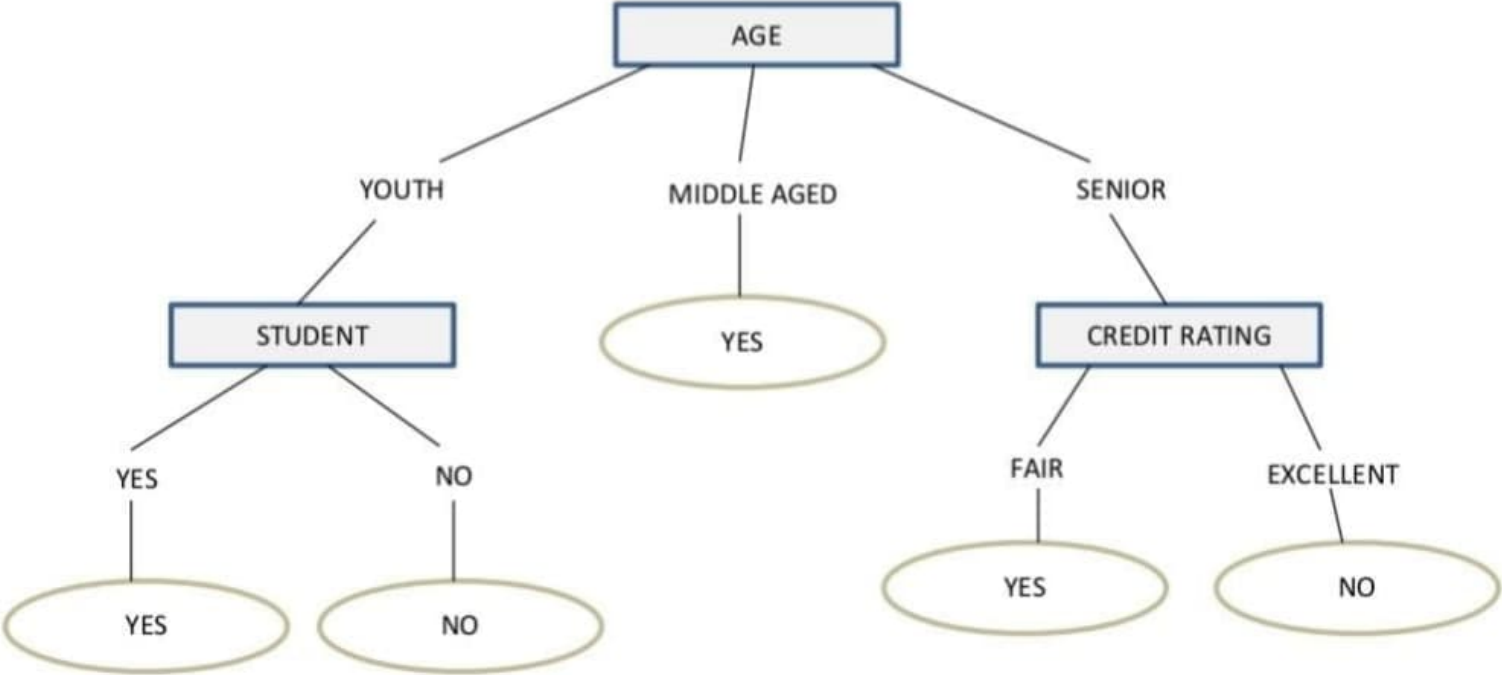 AGE
YOUTH
MIDDLE AGED
SENIOR
STUDENT
YES
CREDIT RATING
YES
NO
FAIR
EXCELLENT
YES
NO
YES
NO